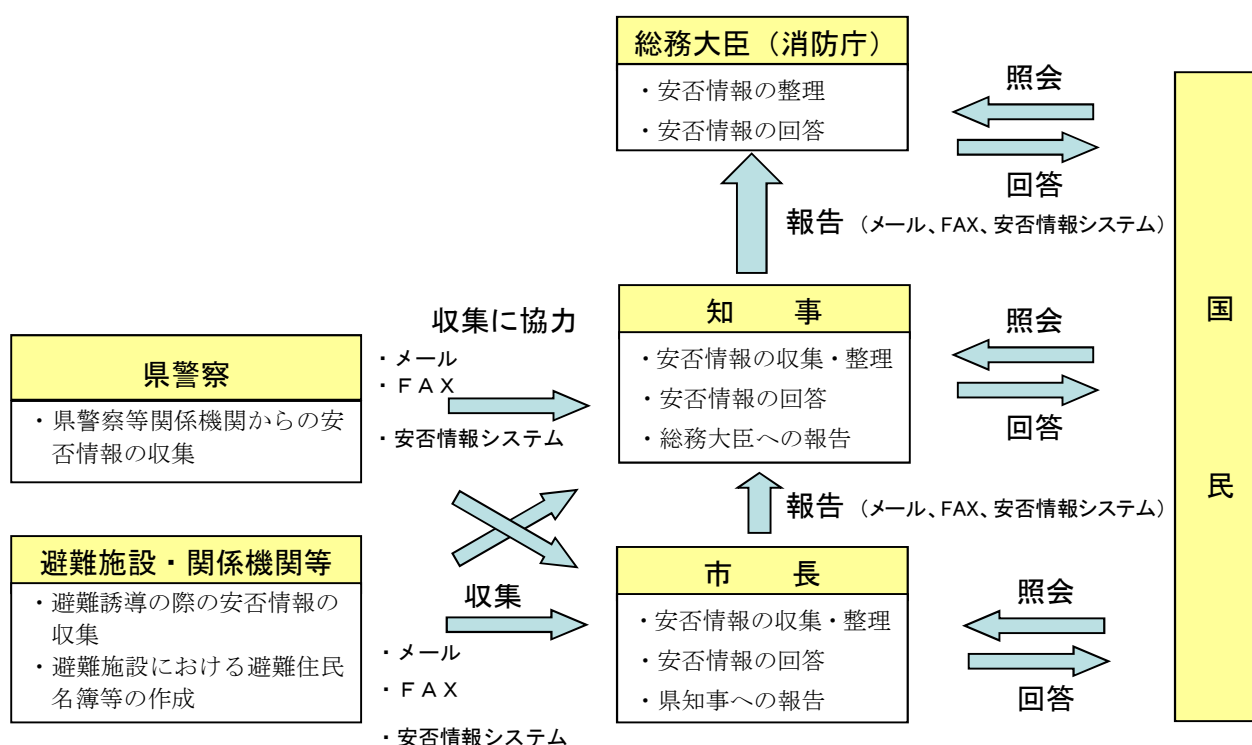 総務大臣（消防庁）
・安否情報の整理
・安否情報の回答
照会
回答
報告（メール、FAX、安否情報システム）
国
民
収集に協力
・メール
・ＦＡＸ
・安否情報システム
知　　事
・安否情報の収集・整理
・安否情報の回答
・総務大臣への報告
照会
回答
県警察
・県警察等関係機関からの安
否情報の収集
報告（メール、FAX、安否情報システム）
避難施設・関係機関等
・避難誘導の際の安否情報の
収集
・避難施設における避難住民
名簿等の作成
収集
・メール
・ＦＡＸ
・安否情報システム
市　　長
・安否情報の収集・整理
・安否情報の回答
・県知事への報告
照会
回答